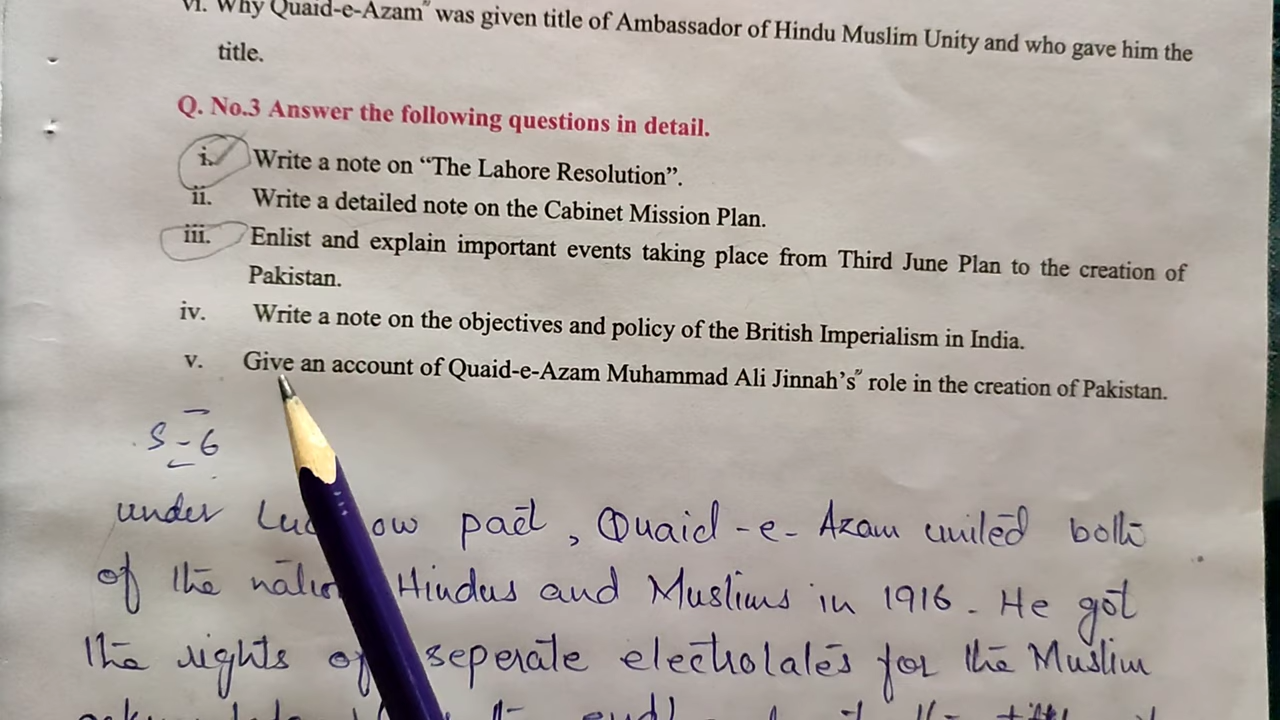 vi. Why Quaid-e-Azam" was given title of Ambassador of Hindu Muslim Unity and who gave him the
title.
Q. No.3 Answer the following questions in detail.
i. Write a note on “The Lahore Resolution”.
ii. Write a detailed note on the Cabinet Mission Plan.
iii. Enlist and explain important events taking place from Third June Plan to the creation of
Pakistan.
iv. Write a note on the objectives and policy of the British Imperialism in India.
v. Give an account of Quaid-e-Azam Muhammad Ali Jinnah’s" role in the creation of Pakistan.
S-6
under ow pact, Quaid-e-Azam united both
of the Hindus and Muslims in 1916. He got
the rights seperate electrolates for the Muslim